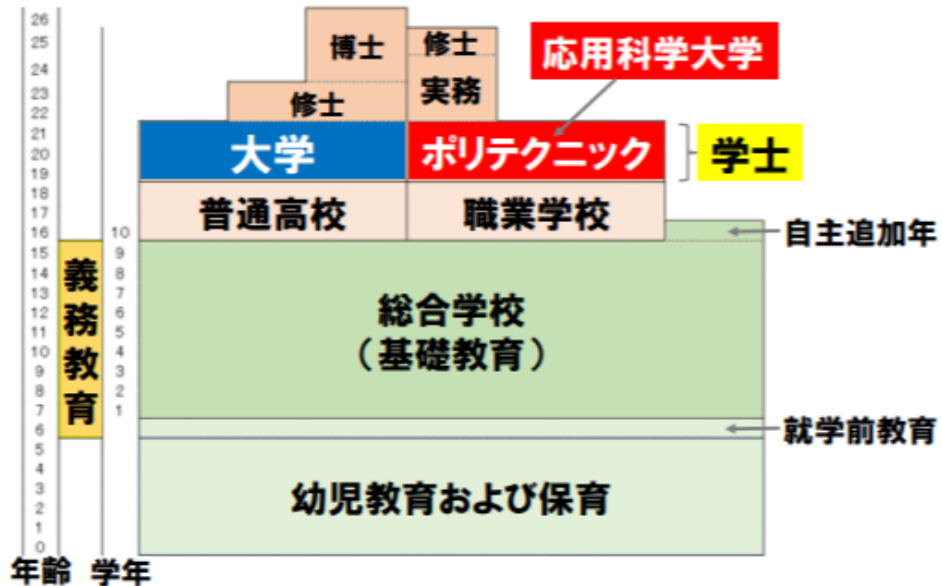 26
25
24
23
22
21
20
19
18
17
16
15
14
13
12
11
10
9
8
7
6
5
4
3
2
1
0
年齢
義務教育
10
9
8
7
6
5
4
3
2
1
学年
博士
修士
修士
実務
応用科学大学
大学
ポリテクニック
学士
普通高校
職業学校
自主追加年
総合学校
（基礎教育）
就学前教育
幼児教育および保育